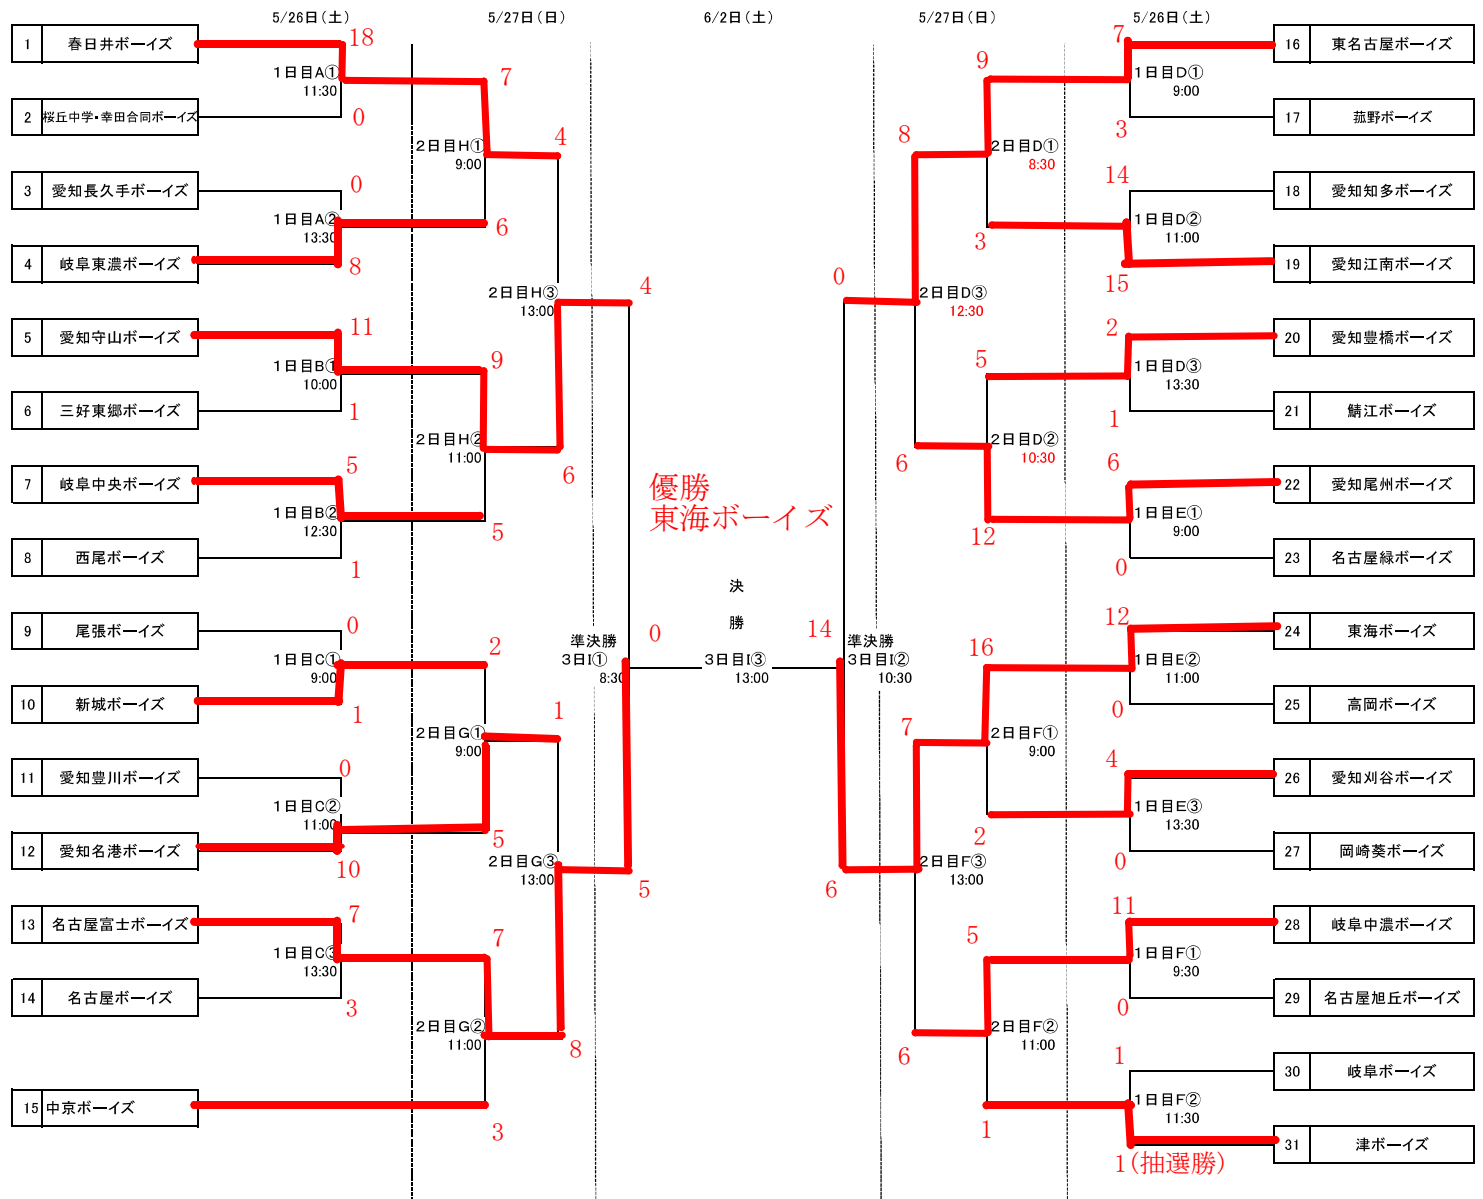 5/26日(土)
5/27日(日)
6/2日(土)
5/27日(日)
5/26日(土)
1 春日井ボーイズ
18
1日目A①
11:30
2 桜丘中学・幸田合同ボーイズ
0
7
2日目H①
9:00
3 愛知長久手ボーイズ
0
1日目A②
13:30
4 岐阜東濃ボーイズ
8
6
4
2日目H③
13:00
4
5 愛知守山ボーイズ
11
1日目B①
10:00
6 三好東郷ボーイズ
1
9
2日目H②
11:00
6
7 岐阜中央ボーイズ
5
1日目B②
12:30
8 西尾ボーイズ
1
5
9 尾張ボーイズ
0
1日目C①
9:00
10 新城ボーイズ
1
2
2日目G①
9:00
1
11 愛知豊川ボーイズ
0
1日目C②
11:00
12 愛知名港ボーイズ
10
5
2日目G③
13:00
5
13 名古屋富士ボーイズ
7
1日目C③
13:30
14 名古屋ボーイズ
3
7
2日目G②
11:00
8
15 中京ボーイズ
3
優勝
東海ボーイズ
決
勝
準決勝
3日I①
8:30
0
3日目I③
13:00
14
準決勝
3日目I②
10:30
7
16 東名古屋ボーイズ
1日目D①
9:00
3
17 菰野ボーイズ
9
2日目D①
8:30
8
14
18 愛知知多ボーイズ
1日目D②
11:00
15
19 愛知江南ボーイズ
3
0
2日目D③
12:30
2
20 愛知豊橋ボーイズ
1日目D③
13:30
1
21 鯖江ボーイズ
5
2日目D②
10:30
6
6
22 愛知尾州ボーイズ
1日目E①
9:00
0
23 名古屋緑ボーイズ
12
12
24 東海ボーイズ
1日目E②
11:00
0
25 高岡ボーイズ
16
2日目F①
9:00
7
4
26 愛知刈谷ボーイズ
1日目E③
13:30
0
27 岡崎葵ボーイズ
2
2日目F③
13:00
6
11
28 岐阜中濃ボーイズ
1日目F①
9:30
0
29 名古屋旭丘ボーイズ
5
2日目F②
11:00
6
1
30 岐阜ボーイズ
1日目F②
11:30
1(抽選勝)
31 津ボーイズ
1